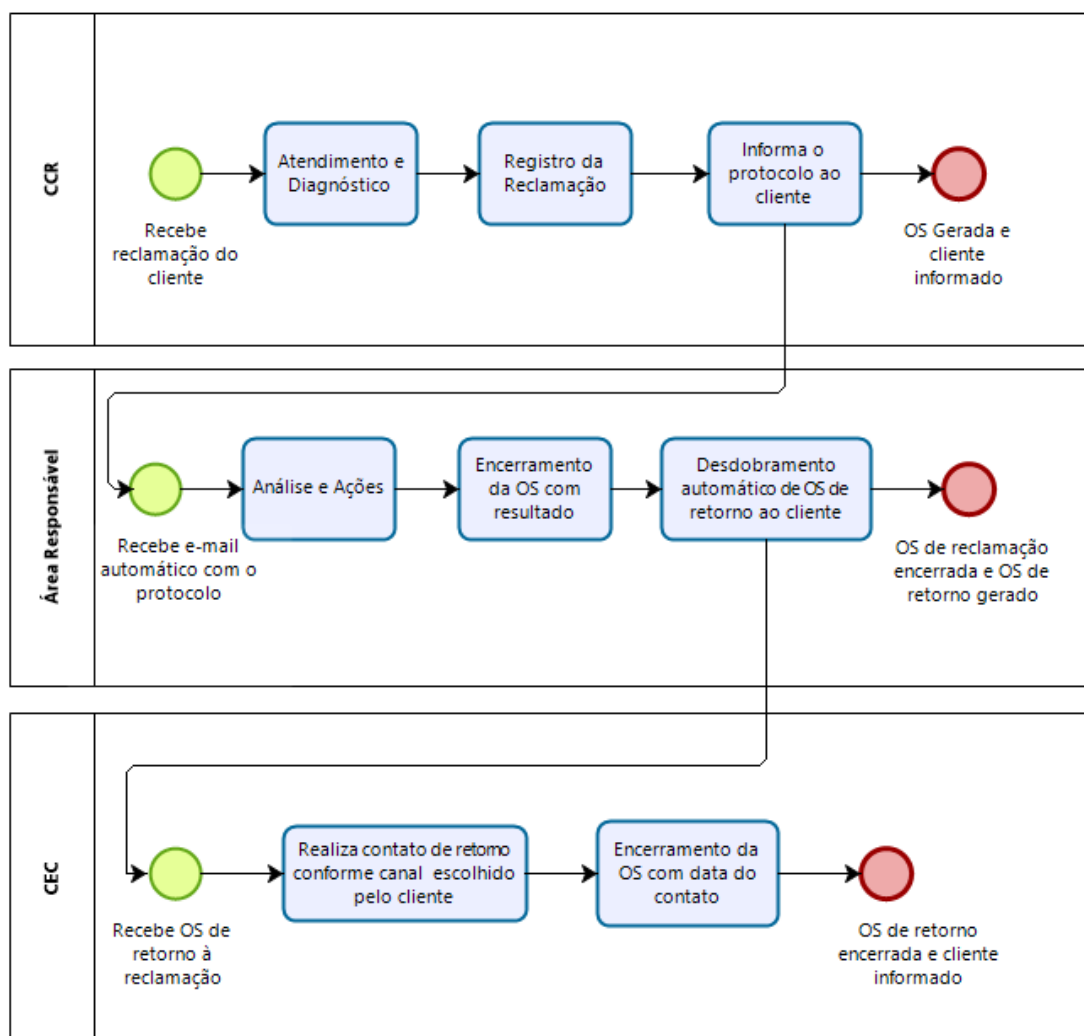 CCR
Recebe
reclamação do
cliente
Atendimento e
Diagnóstico
Registro da
Reclamação
Informa o
protocolo ao
cliente
OS Gerada e
cliente
informado
Área Responsável
Recebe e-mail
automático com o
protocolo
Análise e Ações
Encerramento
da OS com
resultado
Desdobramento
automático de OS de
retorno ao cliente
OS de reclamação
encerrada e OS de
retorno gerado
CEC
Recebe OS de
retorno à
reclamação
Realiza contato de retorno
conforme canal escolhido
pelo cliente
Encerramento da
OS com data do
contato
OS de retorno
encerrada e cliente
informado